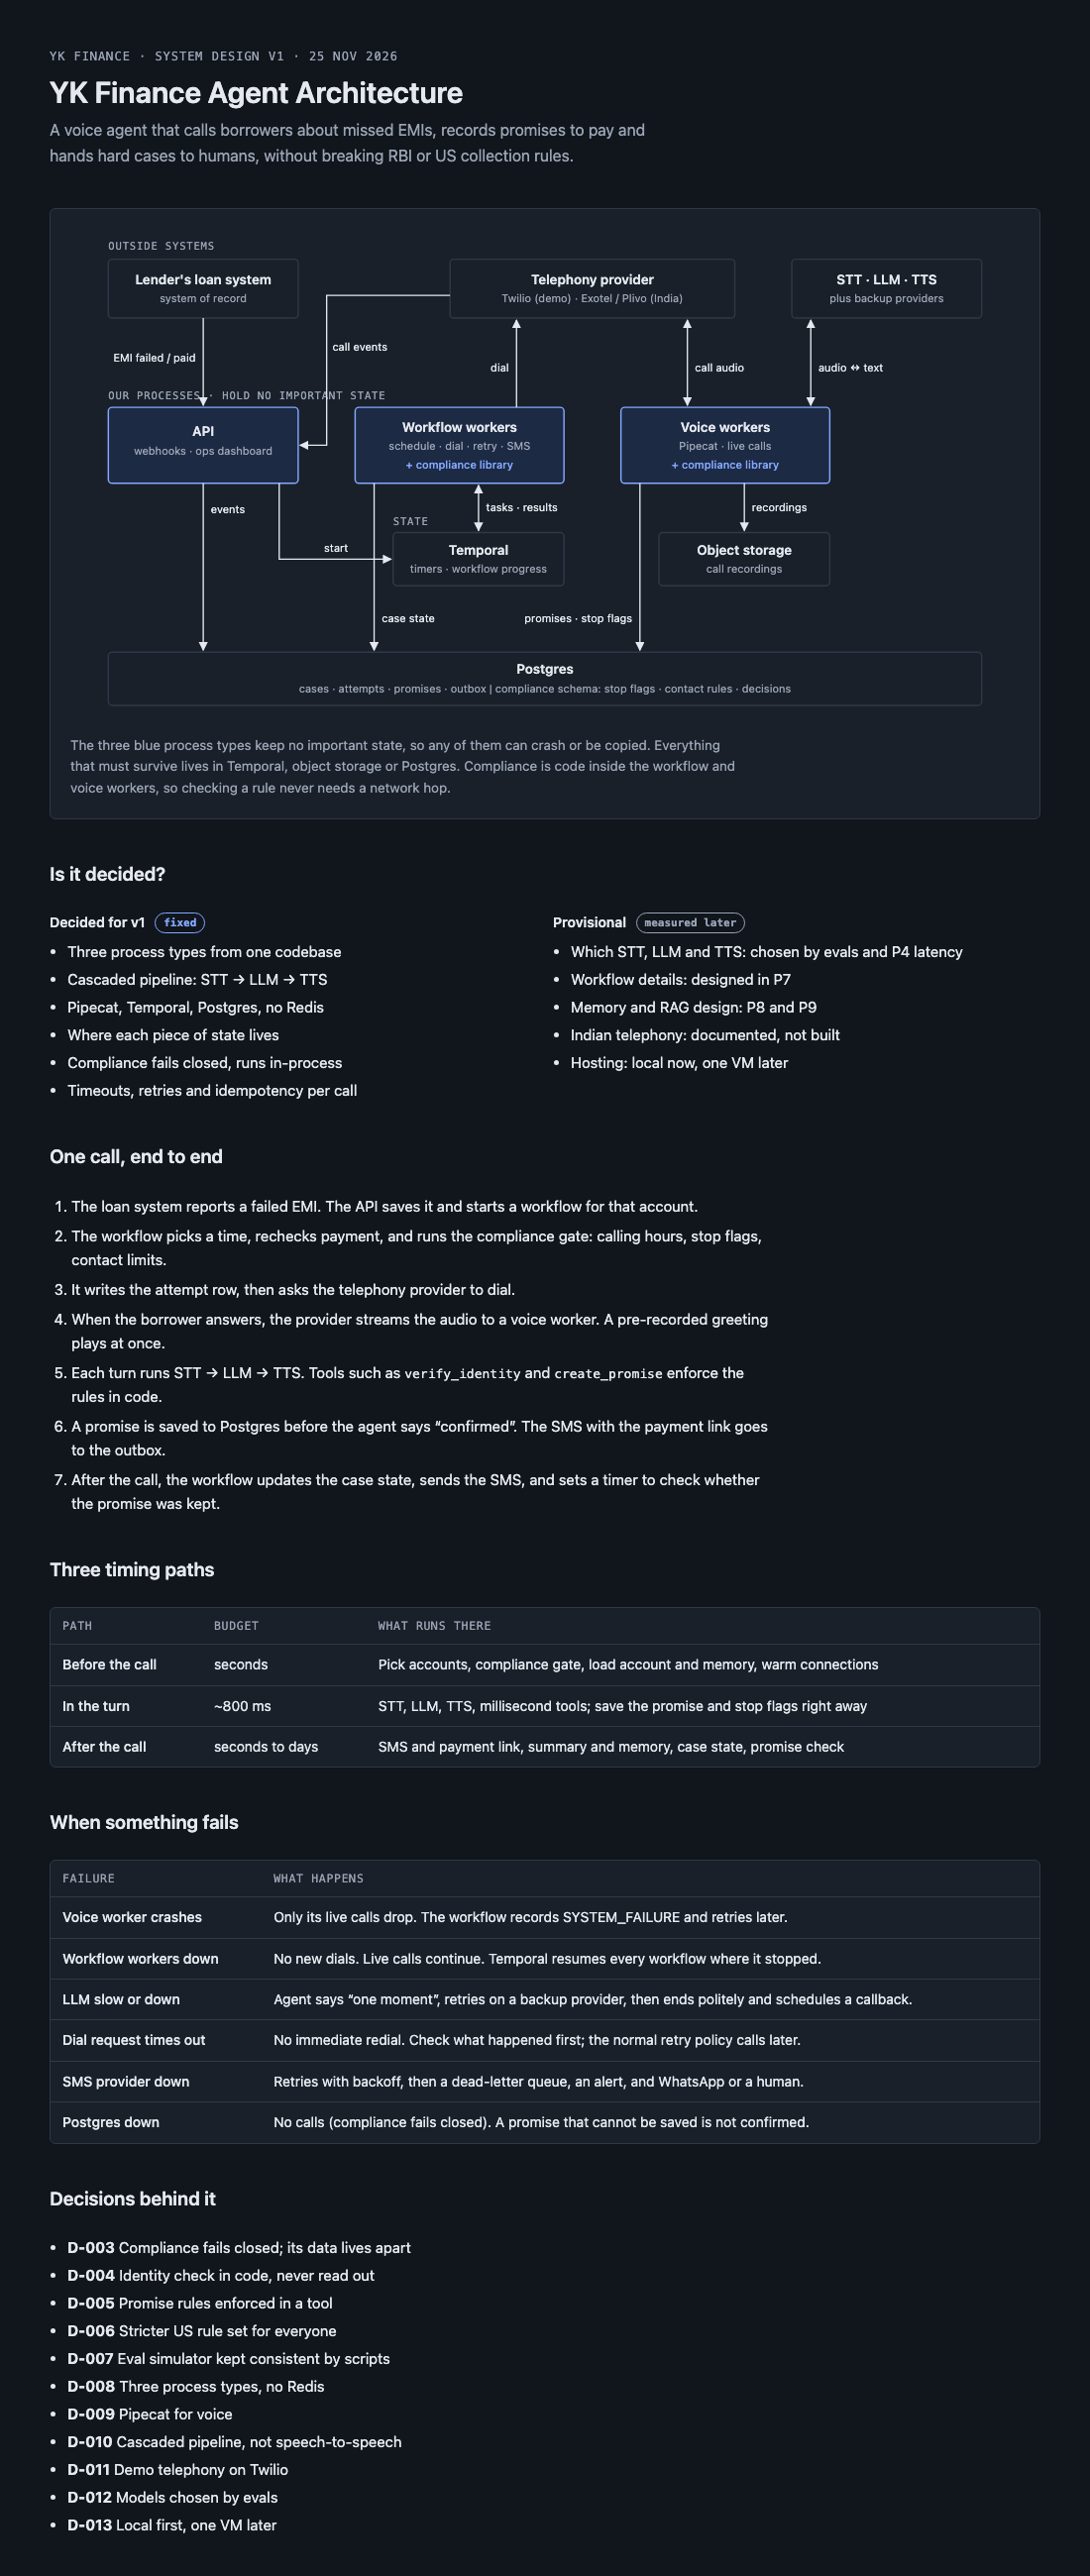 YK FINANCE · SYSTEM DESIGN V1 · 25 NOV 2026
YK Finance Agent Architecture
A voice agent that calls borrowers about missed EMIs, records promises to pay and
hands hard cases to humans, without breaking RBI or US collection rules.
OUTSIDE SYSTEMS
Lender's loan system
system of record
Telephony provider
Twilio (demo) · Exotel / Plivo (India)
STT · LLM · TTS
plus backup providers
EMI failed / paid
call events
dial
call audio
audio ↔ text
OUR PROCESSES · HOLD NO IMPORTANT STATE
API
webhooks · ops dashboard
Workflow workers
schedule · dial · retry · SMS
+ compliance library
Voice workers
Pipecat · live calls
+ compliance library
events
tasks · results
recordings
STATE
start
Temporal
timers · workflow progress
Object storage
call recordings
case state
promises · stop flags
Postgres
cases · attempts · promises · outbox | compliance schema: stop flags · contact rules · decisions
The three blue process types keep no important state, so any of them can crash or be copied. Everything
that must survive lives in Temporal, object storage or Postgres. Compliance is code inside the workflow and
voice workers, so checking a rule never needs a network hop.
Is it decided?
Decided for v1 fixed
• Three process types from one codebase
• Cascaded pipeline: STT → LLM → TTS
• Pipecat, Temporal, Postgres, no Redis
• Where each piece of state lives
• Compliance fails closed, runs in-process
• Timeouts, retries and idempotency per call
Provisional measured later
• Which STT, LLM and TTS: chosen by evals and P4 latency
• Workflow details: designed in P7
• Memory and RAG design: P8 and P9
• Indian telephony: documented, not built
• Hosting: local now, one VM later
One call, end to end
1. The loan system reports a failed EMI. The API saves it and starts a workflow for that account.
2. The workflow picks a time, rechecks payment, and runs the compliance gate: calling hours, stop flags,
contact limits.
3. It writes the attempt row, then asks the telephony provider to dial.
4. When the borrower answers, the provider streams the audio to a voice worker. A pre-recorded greeting
plays at once.
5. Each turn runs STT → LLM → TTS. Tools such as verify_identity and create_promise enforce the
rules in code.
6. A promise is saved to Postgres before the agent says “confirmed”. The SMS with the payment link goes
to the outbox.
7. After the call, the workflow updates the case state, sends the SMS, and sets a timer to check whether
the promise was kept.
Three timing paths
PATH BUDGET WHAT RUNS THERE
Before the call seconds Pick accounts, compliance gate, load account and memory, warm connections
In the turn ~800 ms STT, LLM, TTS, millisecond tools; save the promise and stop flags right away
After the call seconds to days SMS and payment link, summary and memory, case state, promise check
When something fails
FAILURE WHAT HAPPENS
Voice worker crashes Only its live calls drop. The workflow records SYSTEM_FAILURE and retries later.
Workflow workers down No new dials. Live calls continue. Temporal resumes every workflow where it stopped.
LLM slow or down Agent says “one moment”, retries on a backup provider, then ends politely and schedules a callback.
Dial request times out No immediate redial. Check what happened first; the normal retry policy calls later.
SMS provider down Retries with backoff, then a dead-letter queue, an alert, and WhatsApp or a human.
Postgres down No calls (compliance fails closed). A promise that cannot be saved is not confirmed.
Decisions behind it
• D-003 Compliance fails closed; its data lives apart
• D-004 Identity check in code, never read out
• D-005 Promise rules enforced in a tool
• D-006 Stricter US rule set for everyone
• D-007 Eval simulator kept consistent by scripts
• D-008 Three process types, no Redis
• D-009 Pipecat for voice
• D-010 Cascaded pipeline, not speech-to-speech
• D-011 Demo telephony on Twilio
• D-012 Models chosen by evals
• D-013 Local first, one VM later